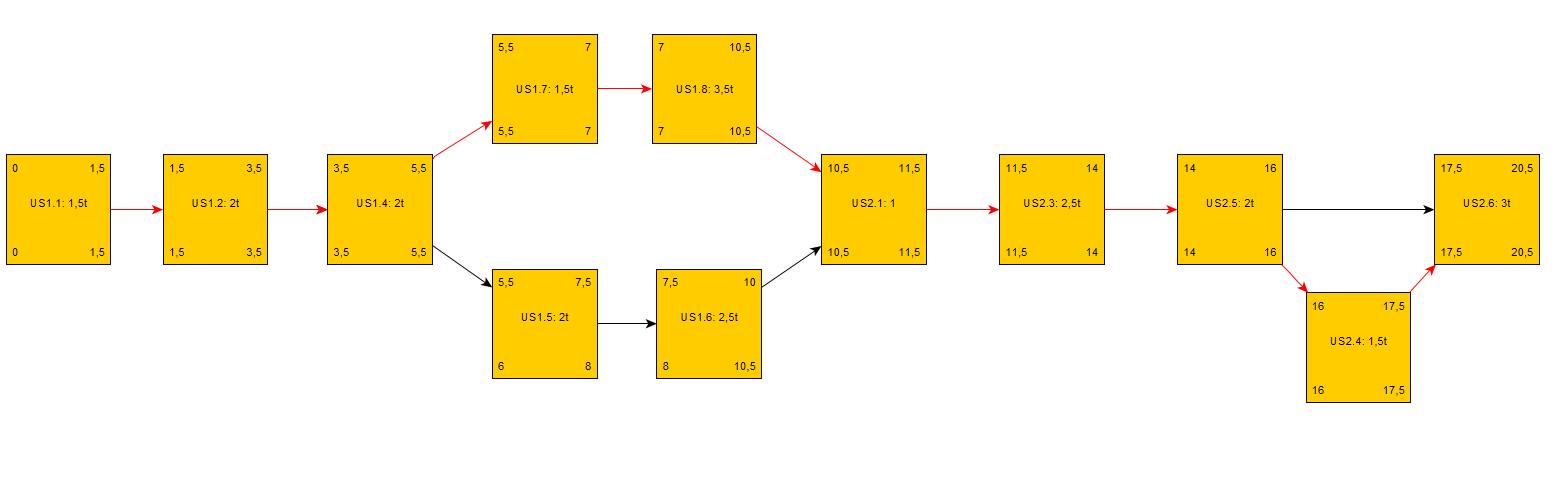 5,5 7
US1.7: 1,5t
5,5 7
7 10,5
US1.8: 3,5t
7 10,5
0 1,5
US1.1: 1,5t
0 1,5
1,5 3,5
US1.2: 2t
1,5 3,5
3,5 5,5
US1.4: 2t
3,5 5,5
5,5 7,5
US1.5: 2t
6 8
7,5 10
US1.6: 2,5t
8 10,5
10,5 11,5
US2.1: 1
10,5 11,5
11,5 14
US2.3: 2,5t
11,5 14
14 16
US2.5: 2t
14 16
16 17,5
US2.4: 1,5t
16 17,5
17,5 20,5
US2.6: 3t
17,5 20,5